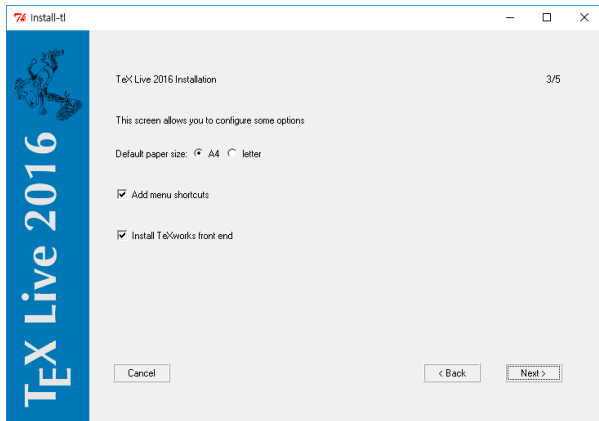 Install-tl
TeX Live 2016
TeX Live 2016 Installation 3/5
This screen allows you to configure some options
Default paper size: A4 letter
Add menu shortcuts
Install TeXworks front end
Cancel < Back Next >